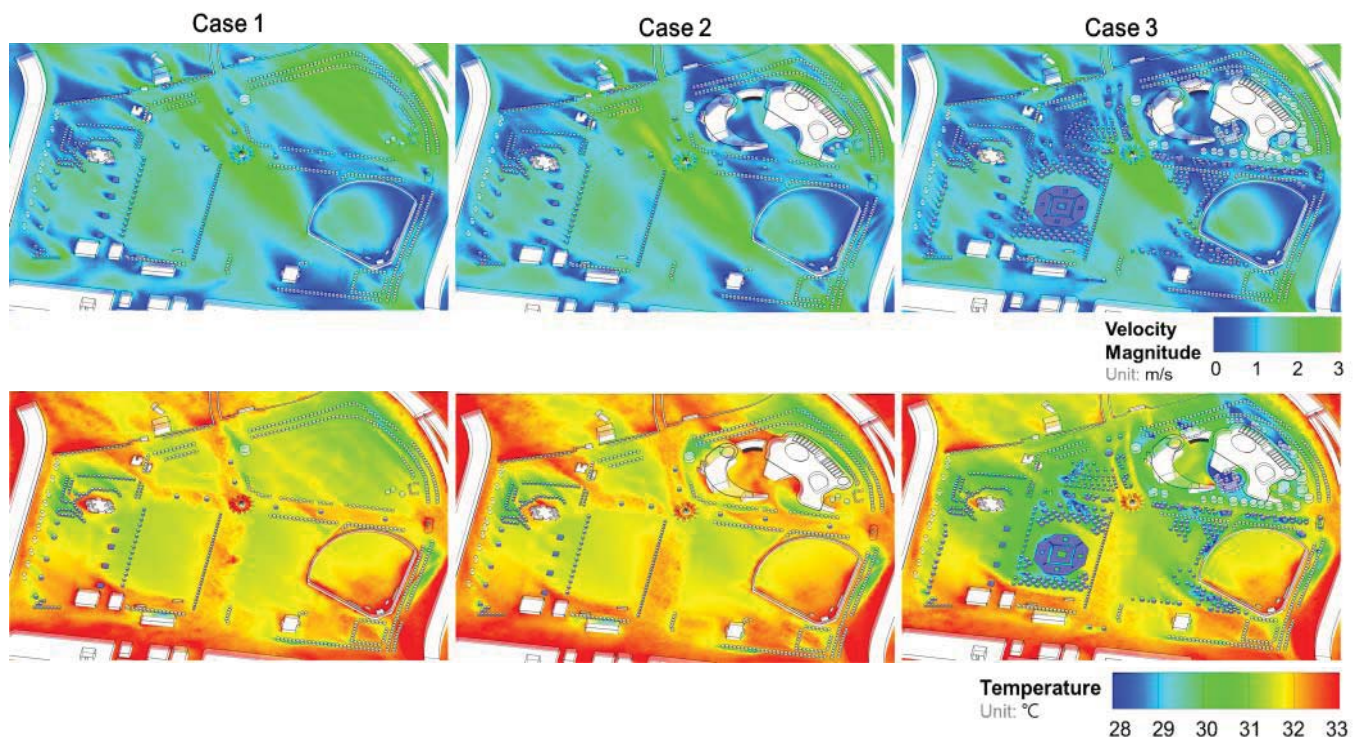 Case 1
Case 2
Case 3
Velocity
Magnitude
Unit: m/s
0 1 2 3
Temperature
Unit: ℃
28 29 30 31 32 33